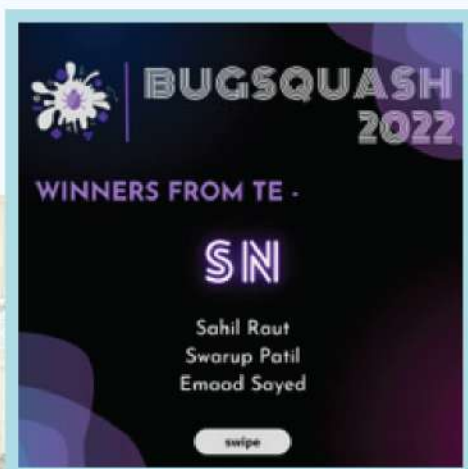 BUGSQUASH
2022
WINNERS FROM TE -
SN
Sahil Raut
Swarup Patil
Emaad Sayed
swipe